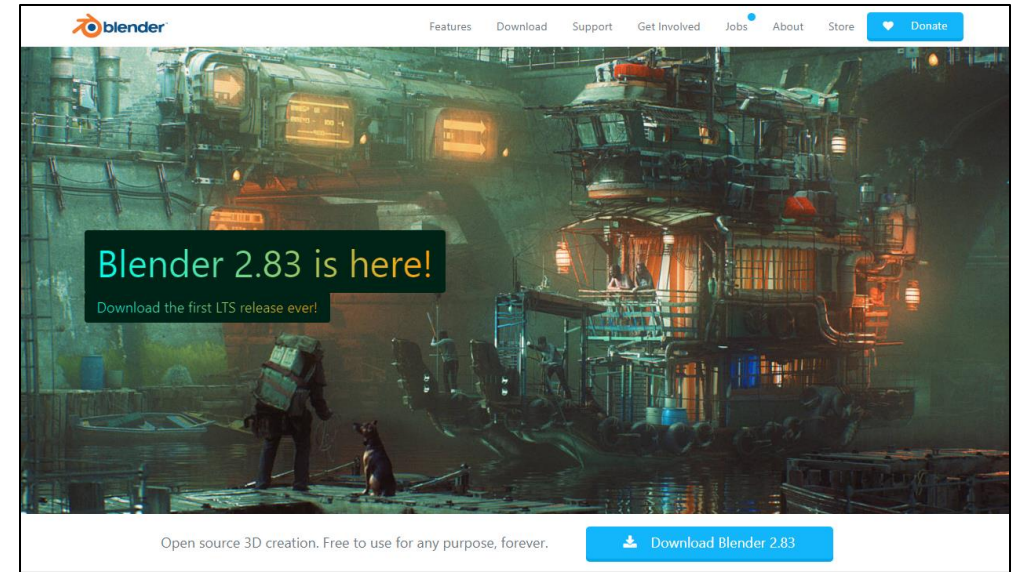 blender
Features Download Support Get Involved Jobs About Store Donate
Blender 2.83 is here!
Download the first LTS release ever!
Open source 3D creation. Free to use for any purpose, forever.
Download Blender 2.83